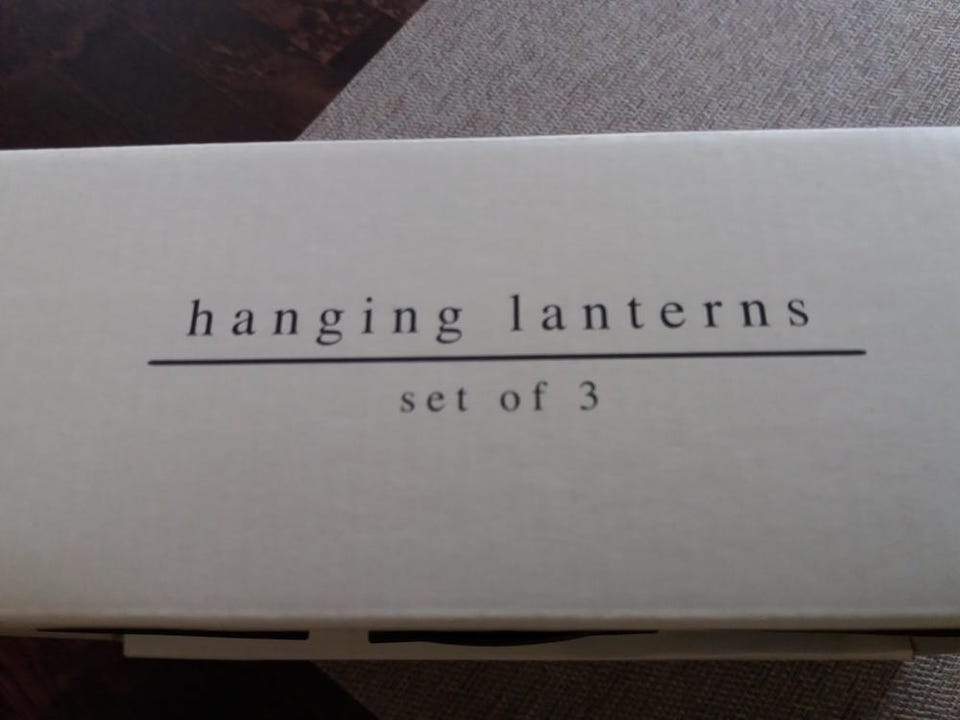 hanging lanterns
set of 3